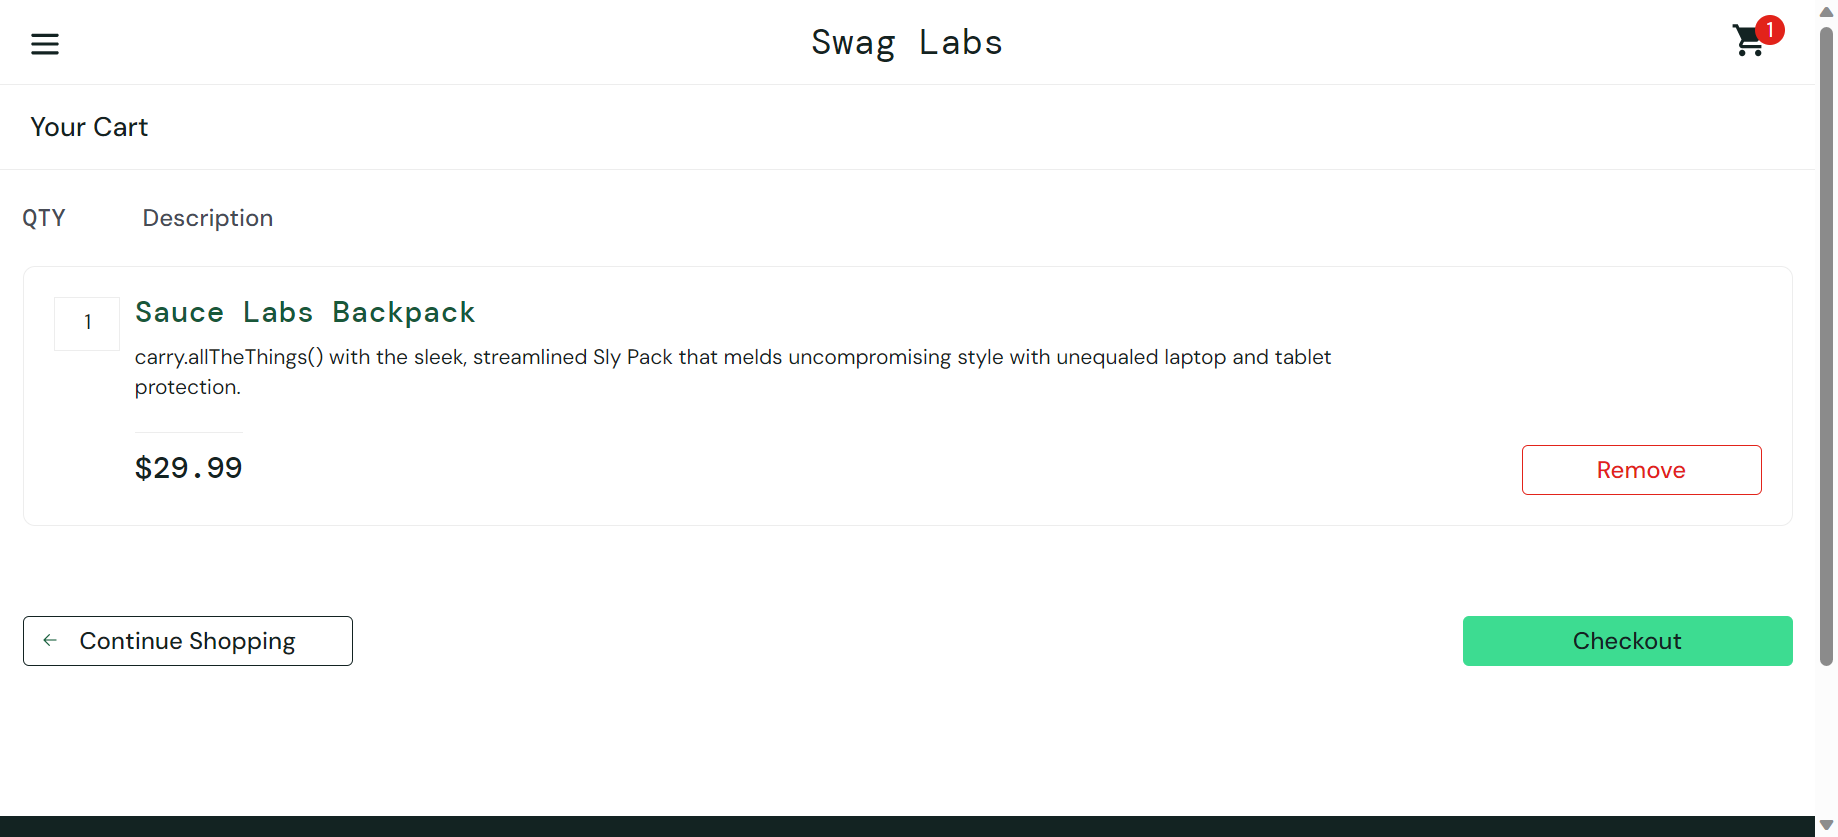 Swag Labs
1
Your Cart
QTY Description
1
Sauce Labs Backpack
carry.allTheThings() with the sleek, streamlined Sly Pack that melds uncompromising style with unequaled laptop and tablet
protection.
$29.99
Remove
Continue Shopping
Checkout